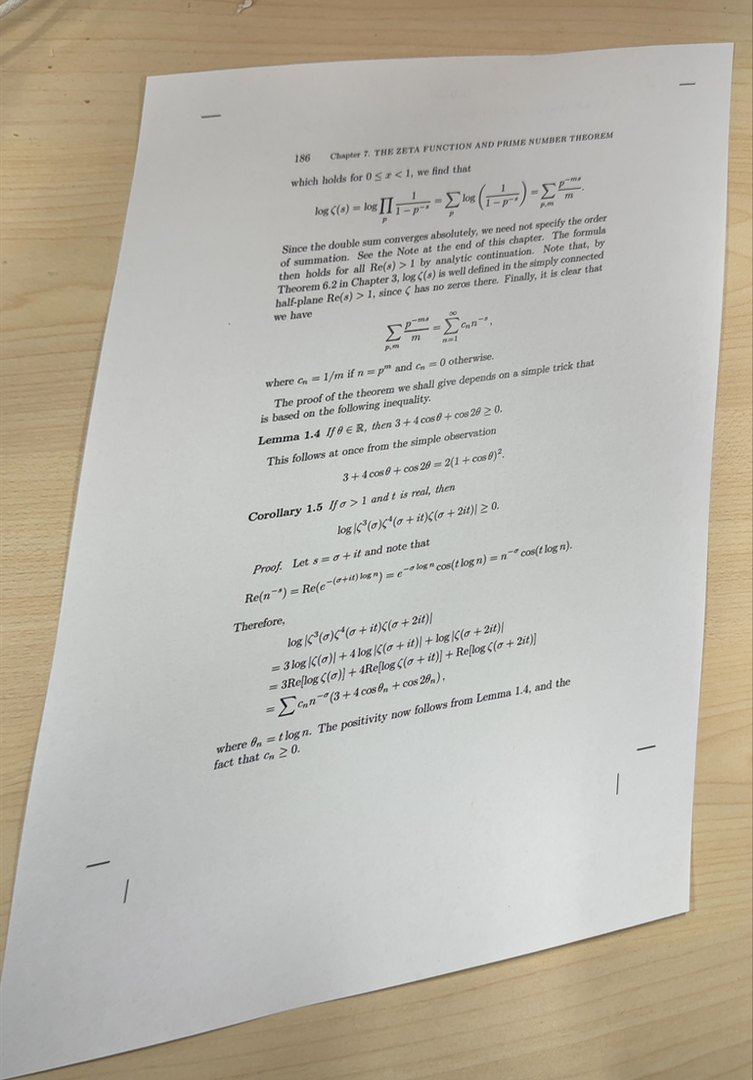 186 Chapter 7. THE ZETA FUNCTION AND PRIME NUMBER THEOREM
which holds for 0 ≤ x < 1, we find that
log ζ(s) = log ∏_p 1/(1 − p^{−s}) = ∑_p log (1/(1 − p^{−s})) = ∑_{p,m} p^{−ms}/m.
Since the double sum converges absolutely, we need not specify the order
of summation. See the Note at the end of this chapter. The formula
then holds for all Re(s) > 1 by analytic continuation. Note that, by
Theorem 6.2 in Chapter 3, log ζ(s) is well defined in the simply connected
half-plane Re(s) > 1, since ζ has no zeros there. Finally, it is clear that
we have
∑_{p,m} p^{−ms}/m = ∑_{n=1}^{∞} c_n n^{−s},
where c_n = 1/m if n = p^m and c_n = 0 otherwise.
The proof of the theorem we shall give depends on a simple trick that
is based on the following inequality.
Lemma 1.4 If θ ∈ ℝ, then 3 + 4 cos θ + cos 2θ ≥ 0.
This follows at once from the simple observation
3 + 4 cos θ + cos 2θ = 2(1 + cos θ)².
Corollary 1.5 If σ > 1 and t is real, then
log |ζ³(σ)ζ⁴(σ + it)ζ(σ + 2it)| ≥ 0.
Proof. Let s = σ + it and note that
Re(n^{−s}) = Re(e^{−(σ+it) log n}) = e^{−σ log n} cos(t log n) = n^{−σ} cos(t log n).
Therefore,
log |ζ³(σ)ζ⁴(σ + it)ζ(σ + 2it)|
= 3 log |ζ(σ)| + 4 log |ζ(σ + it)| + log |ζ(σ + 2it)|
= 3Re[log ζ(σ)] + 4Re[log ζ(σ + it)] + Re[log ζ(σ + 2it)]
= ∑ c_n n^{−σ}(3 + 4 cos θ_n + cos 2θ_n),
where θ_n = t log n. The positivity now follows from Lemma 1.4, and the
fact that c_n ≥ 0.